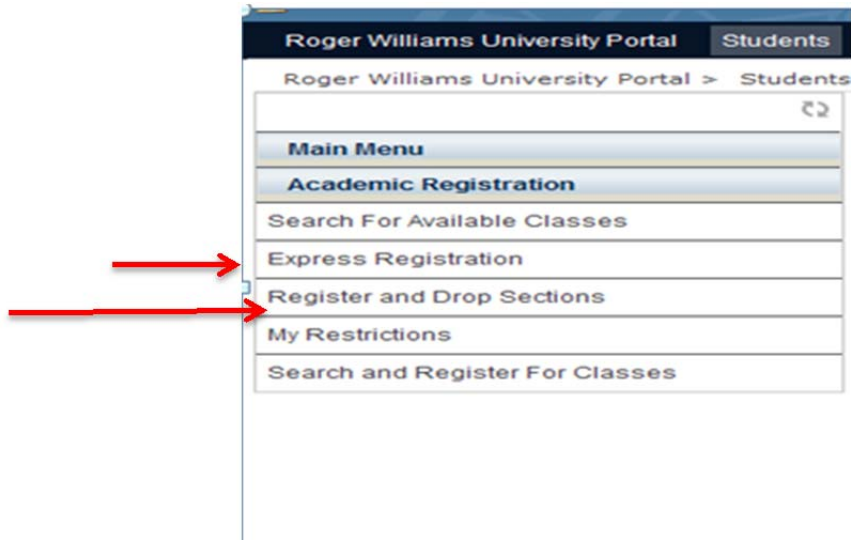 Roger Williams University Portal Students
Roger Williams University Portal > Students
Main Menu
Academic Registration
Search For Available Classes
Express Registration
Register and Drop Sections
My Restrictions
Search and Register For Classes